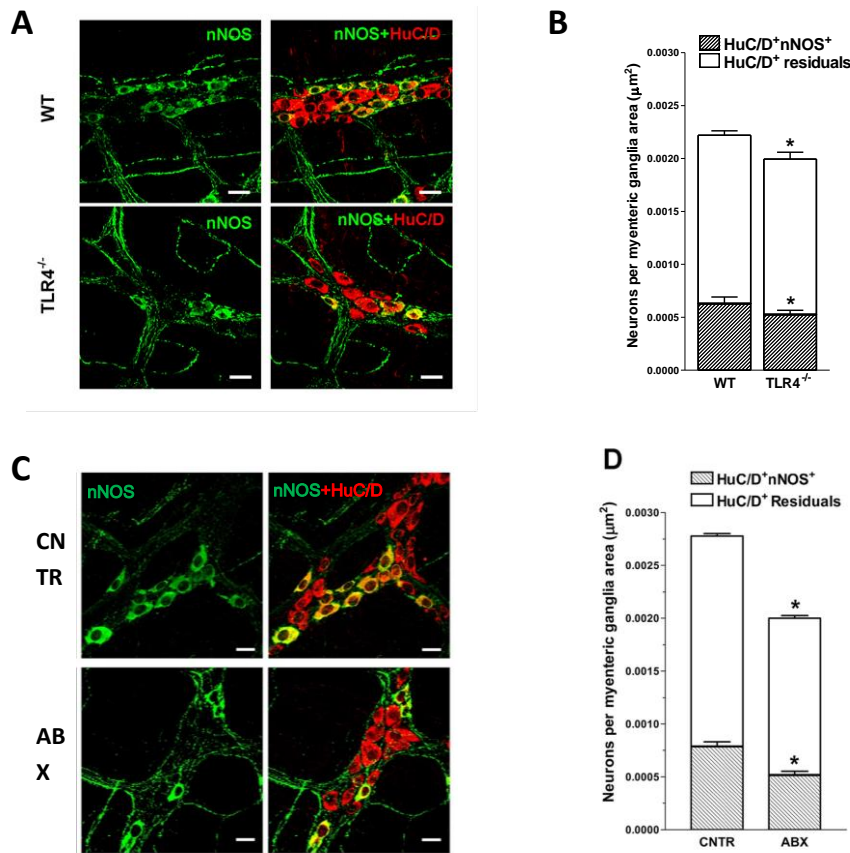 A
nNOS
nNOS+HuC/D
WT
nNOS
nNOS+HuC/D
TLR4-/-
B
HuC/D+nNOS+
HuC/D+ residuals
Neurons per myenteric ganglia area (μm2)
0.0030
0.0025
0.0020
0.0015
0.0010
0.0005
0.0000
*
*
WT
TLR4-/-
C
nNOS
nNOS+HuC/D
CN
TR
AB
X
D
HuC/D+nNOS+
HuC/D+ Residuals
Neurons per myenteric ganglia area (μm2)
0.0030
0.0025
0.0020
0.0015
0.0010
0.0005
0.0000
*
*
CNTR
ABX